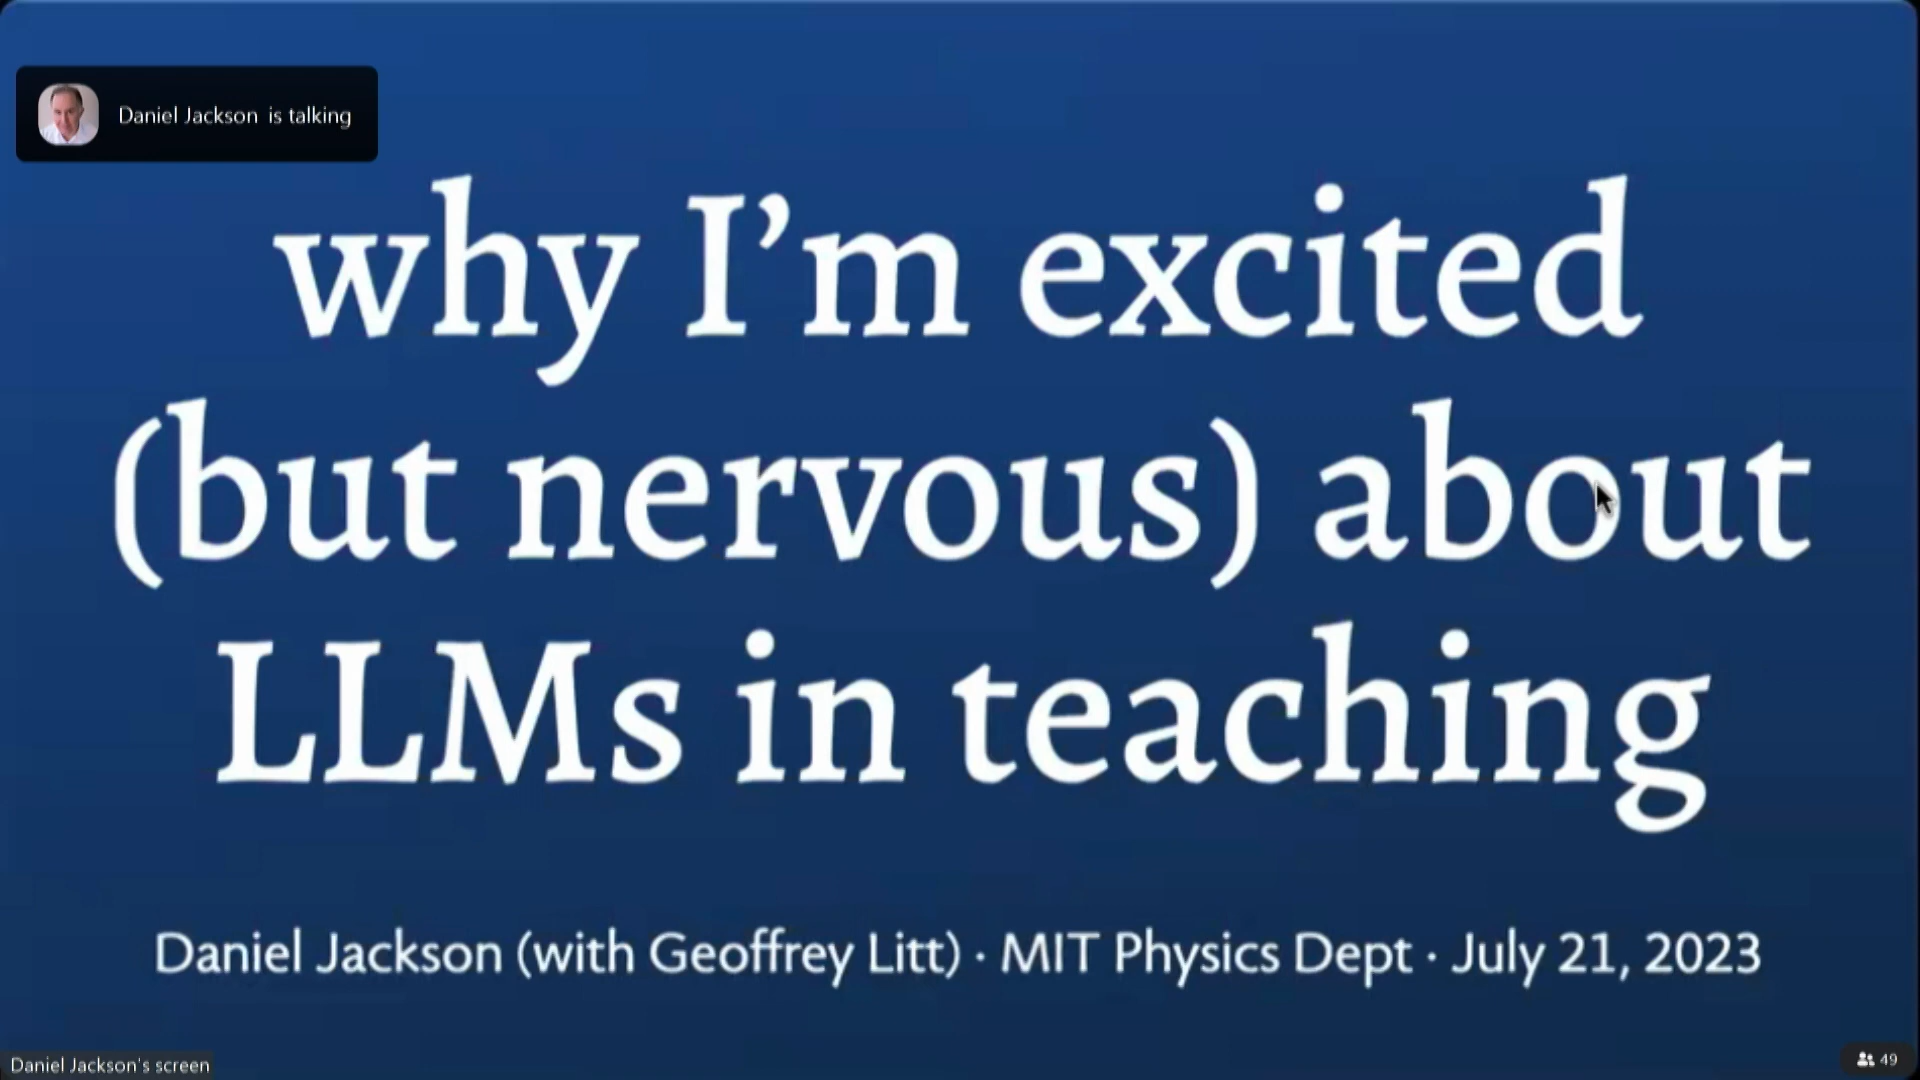 Daniel Jackson is talking
why I’m excited
(but nervous) about
LLMs in teaching
Daniel Jackson (with Geoffrey Litt) · MIT Physics Dept · July 21, 2023
Daniel Jackson's screen
49